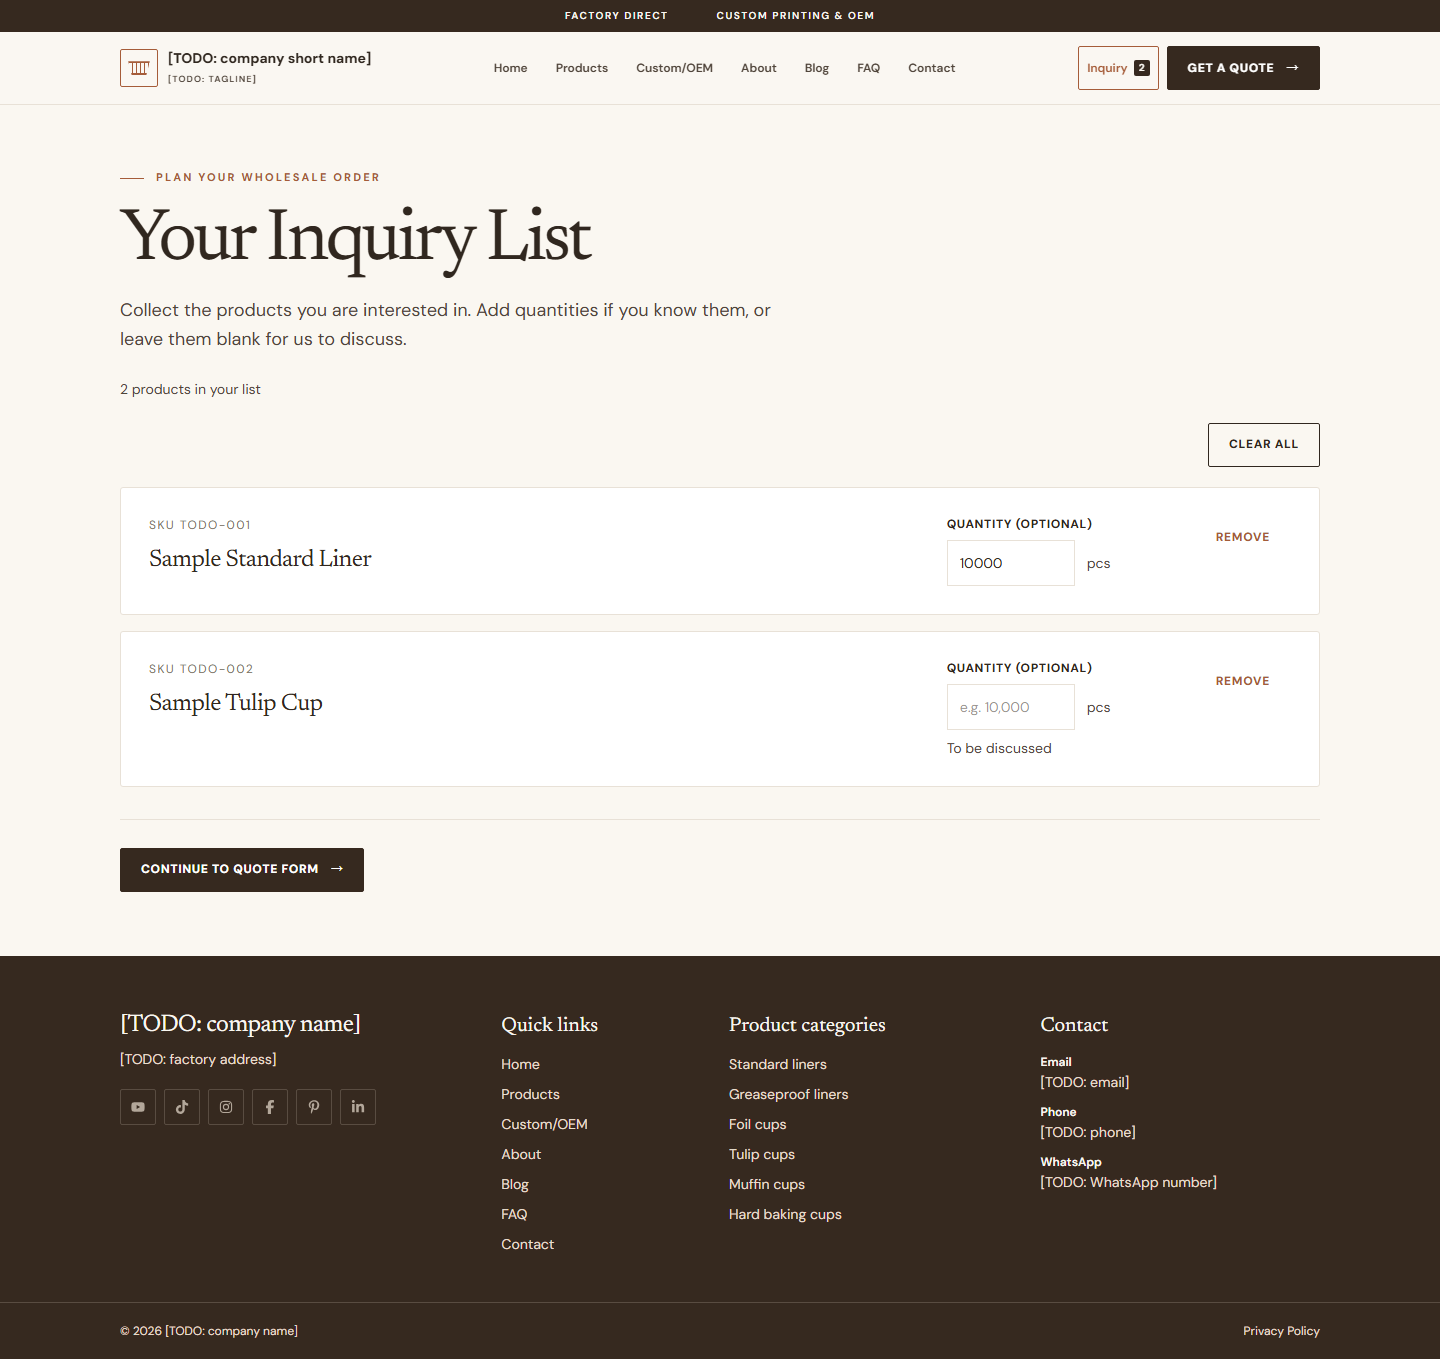 FACTORY DIRECT
CUSTOM PRINTING & OEM
[TODO: company short name]
[TODO: TAGLINE]
Home
Products
Custom/OEM
About
Blog
FAQ
Contact
Inquiry 2
GET A QUOTE →
PLAN YOUR WHOLESALE ORDER
Your Inquiry List
Collect the products you are interested in. Add quantities if you know them, or
leave them blank for us to discuss.
2 products in your list
CLEAR ALL
SKU TODO-001
Sample Standard Liner
QUANTITY (OPTIONAL)
10000 pcs
REMOVE
SKU TODO-002
Sample Tulip Cup
QUANTITY (OPTIONAL)
e.g. 10,000 pcs
To be discussed
REMOVE
CONTINUE TO QUOTE FORM →
[TODO: company name]
[TODO: factory address]
Quick links
Home
Products
Custom/OEM
About
Blog
FAQ
Contact
Product categories
Standard liners
Greaseproof liners
Foil cups
Tulip cups
Muffin cups
Hard baking cups
Contact
Email
[TODO: email]
Phone
[TODO: phone]
WhatsApp
[TODO: WhatsApp number]
© 2026 [TODO: company name]
Privacy Policy